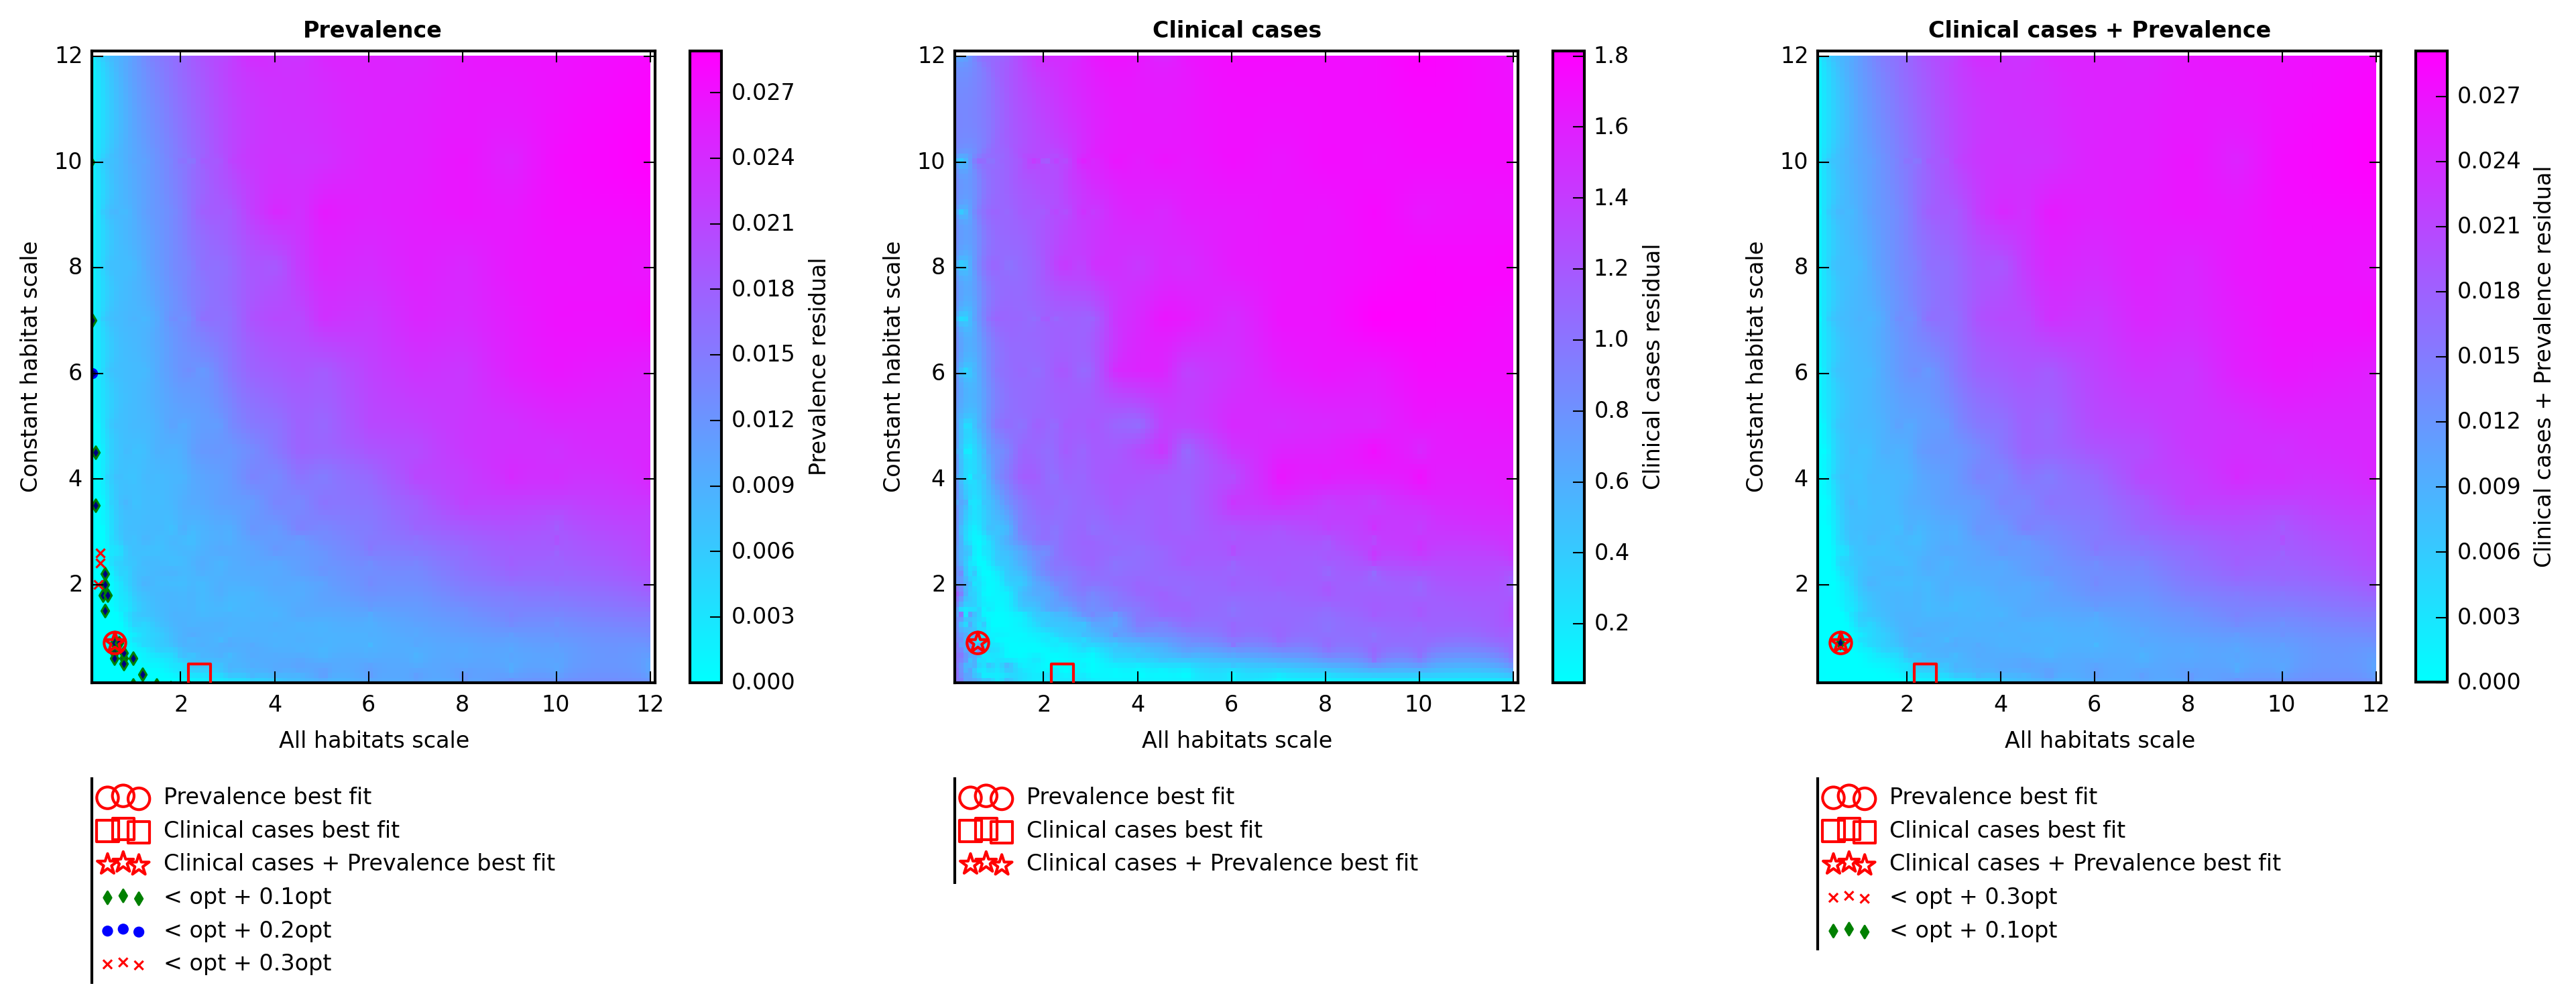 Prevalence
12
10
8
6
4
2
2 4 6 8 10 12
Constant habitat scale
All habitats scale
0.027
0.024
0.021
0.018
0.015
0.012
0.009
0.006
0.003
0.000
Prevalence residual
Prevalence best fit
Clinical cases best fit
Clinical cases + Prevalence best fit
< opt + 0.1opt
< opt + 0.2opt
< opt + 0.3opt
Clinical cases
12
10
8
6
4
2
2 4 6 8 10 12
Constant habitat scale
All habitats scale
1.8
1.6
1.4
1.2
1.0
0.8
0.6
0.4
0.2
Clinical cases residual
Prevalence best fit
Clinical cases best fit
Clinical cases + Prevalence best fit
Clinical cases + Prevalence
12
10
8
6
4
2
2 4 6 8 10 12
Constant habitat scale
All habitats scale
0.027
0.024
0.021
0.018
0.015
0.012
0.009
0.006
0.003
0.000
Clinical cases + Prevalence residual
Prevalence best fit
Clinical cases best fit
Clinical cases + Prevalence best fit
< opt + 0.3opt
< opt + 0.1opt